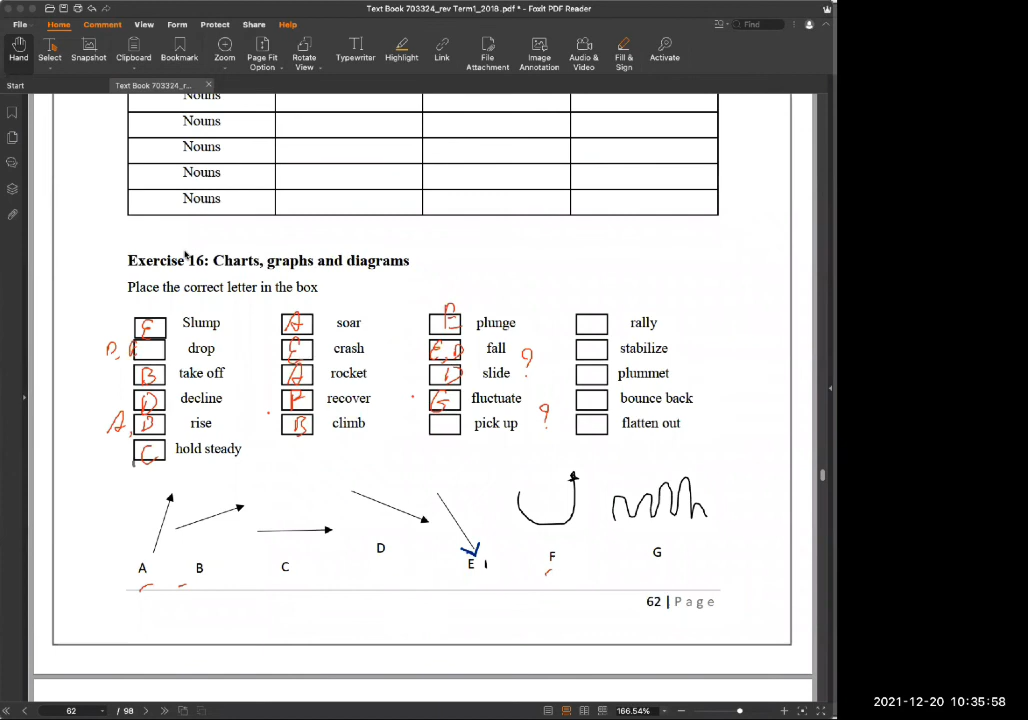 Text Book 703324_rev Term1_2018.pdf * - Foxit PDF Reader
File Home Comment View Form Protect Share Help Find
Hand Select Snapshot Clipboard Bookmark Zoom Page Fit Option Rotate View Typewriter Highlight Link File Attachment Image Annotation Audio & Video Fill & Sign Activate
Start Text Book 703324_r... ×
Nouns
Nouns
Nouns
Nouns
Nouns
Exercise 16: Charts, graphs and diagrams
Place the correct letter in the box
E Slump A soar E plunge rally
D, E drop E crash E, D fall stabilize
B take off A rocket D slide ? plummet
D decline F recover G fluctuate bounce back
A, B rise B climb pick up ? flatten out
C hold steady
A B C D E F G
62 | Page
62 / 98 166.54%
2021-12-20 10:35:58